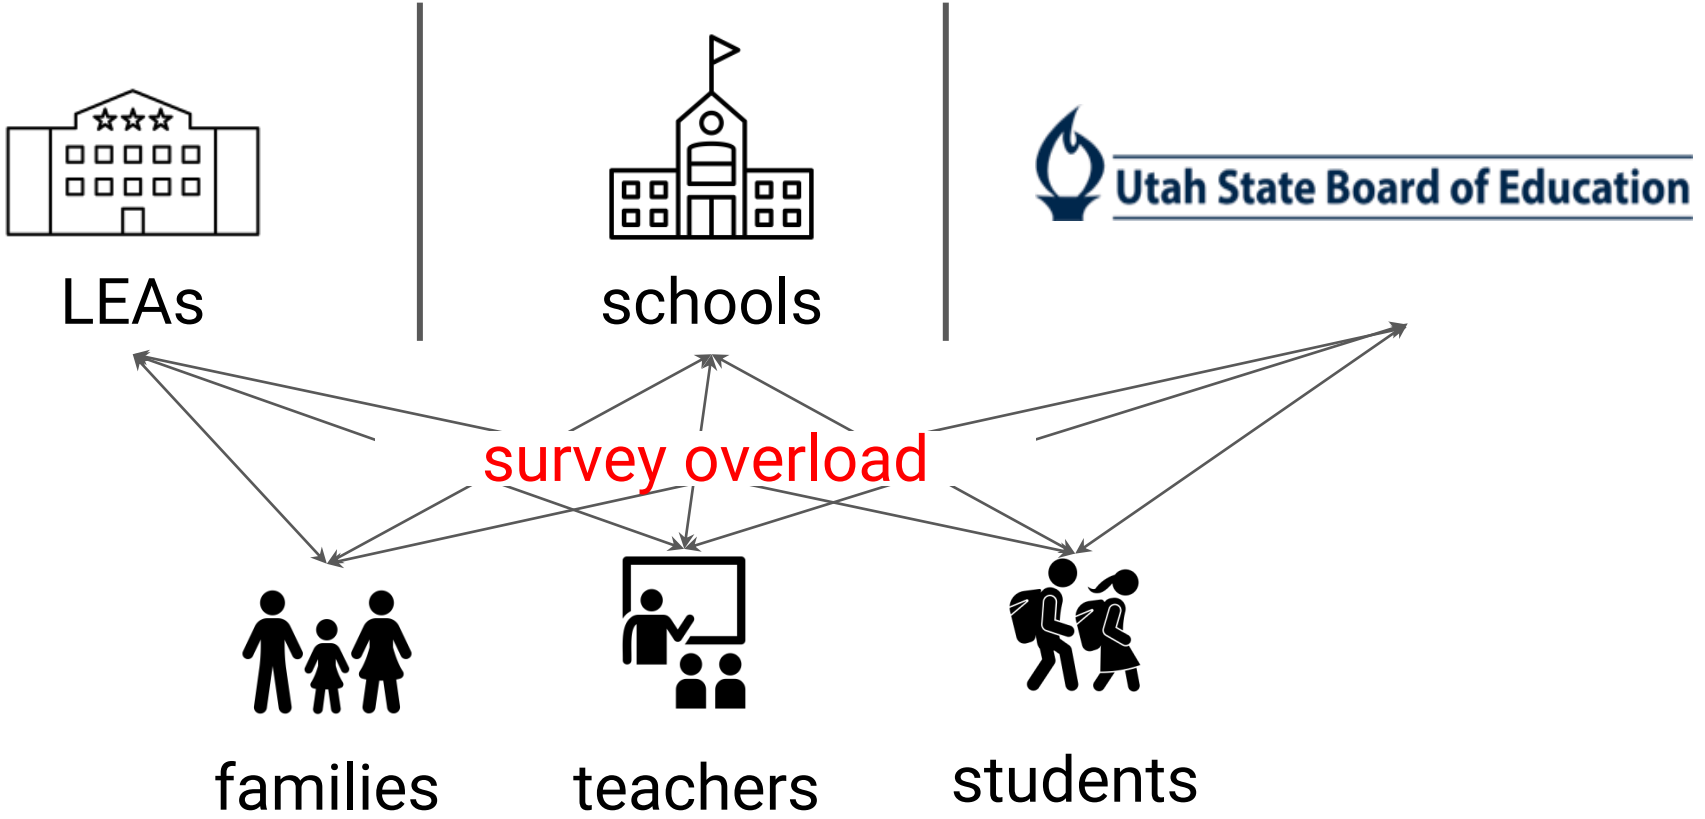 Utah State Board of Education
LEAs
schools
survey overload
families
teachers
students